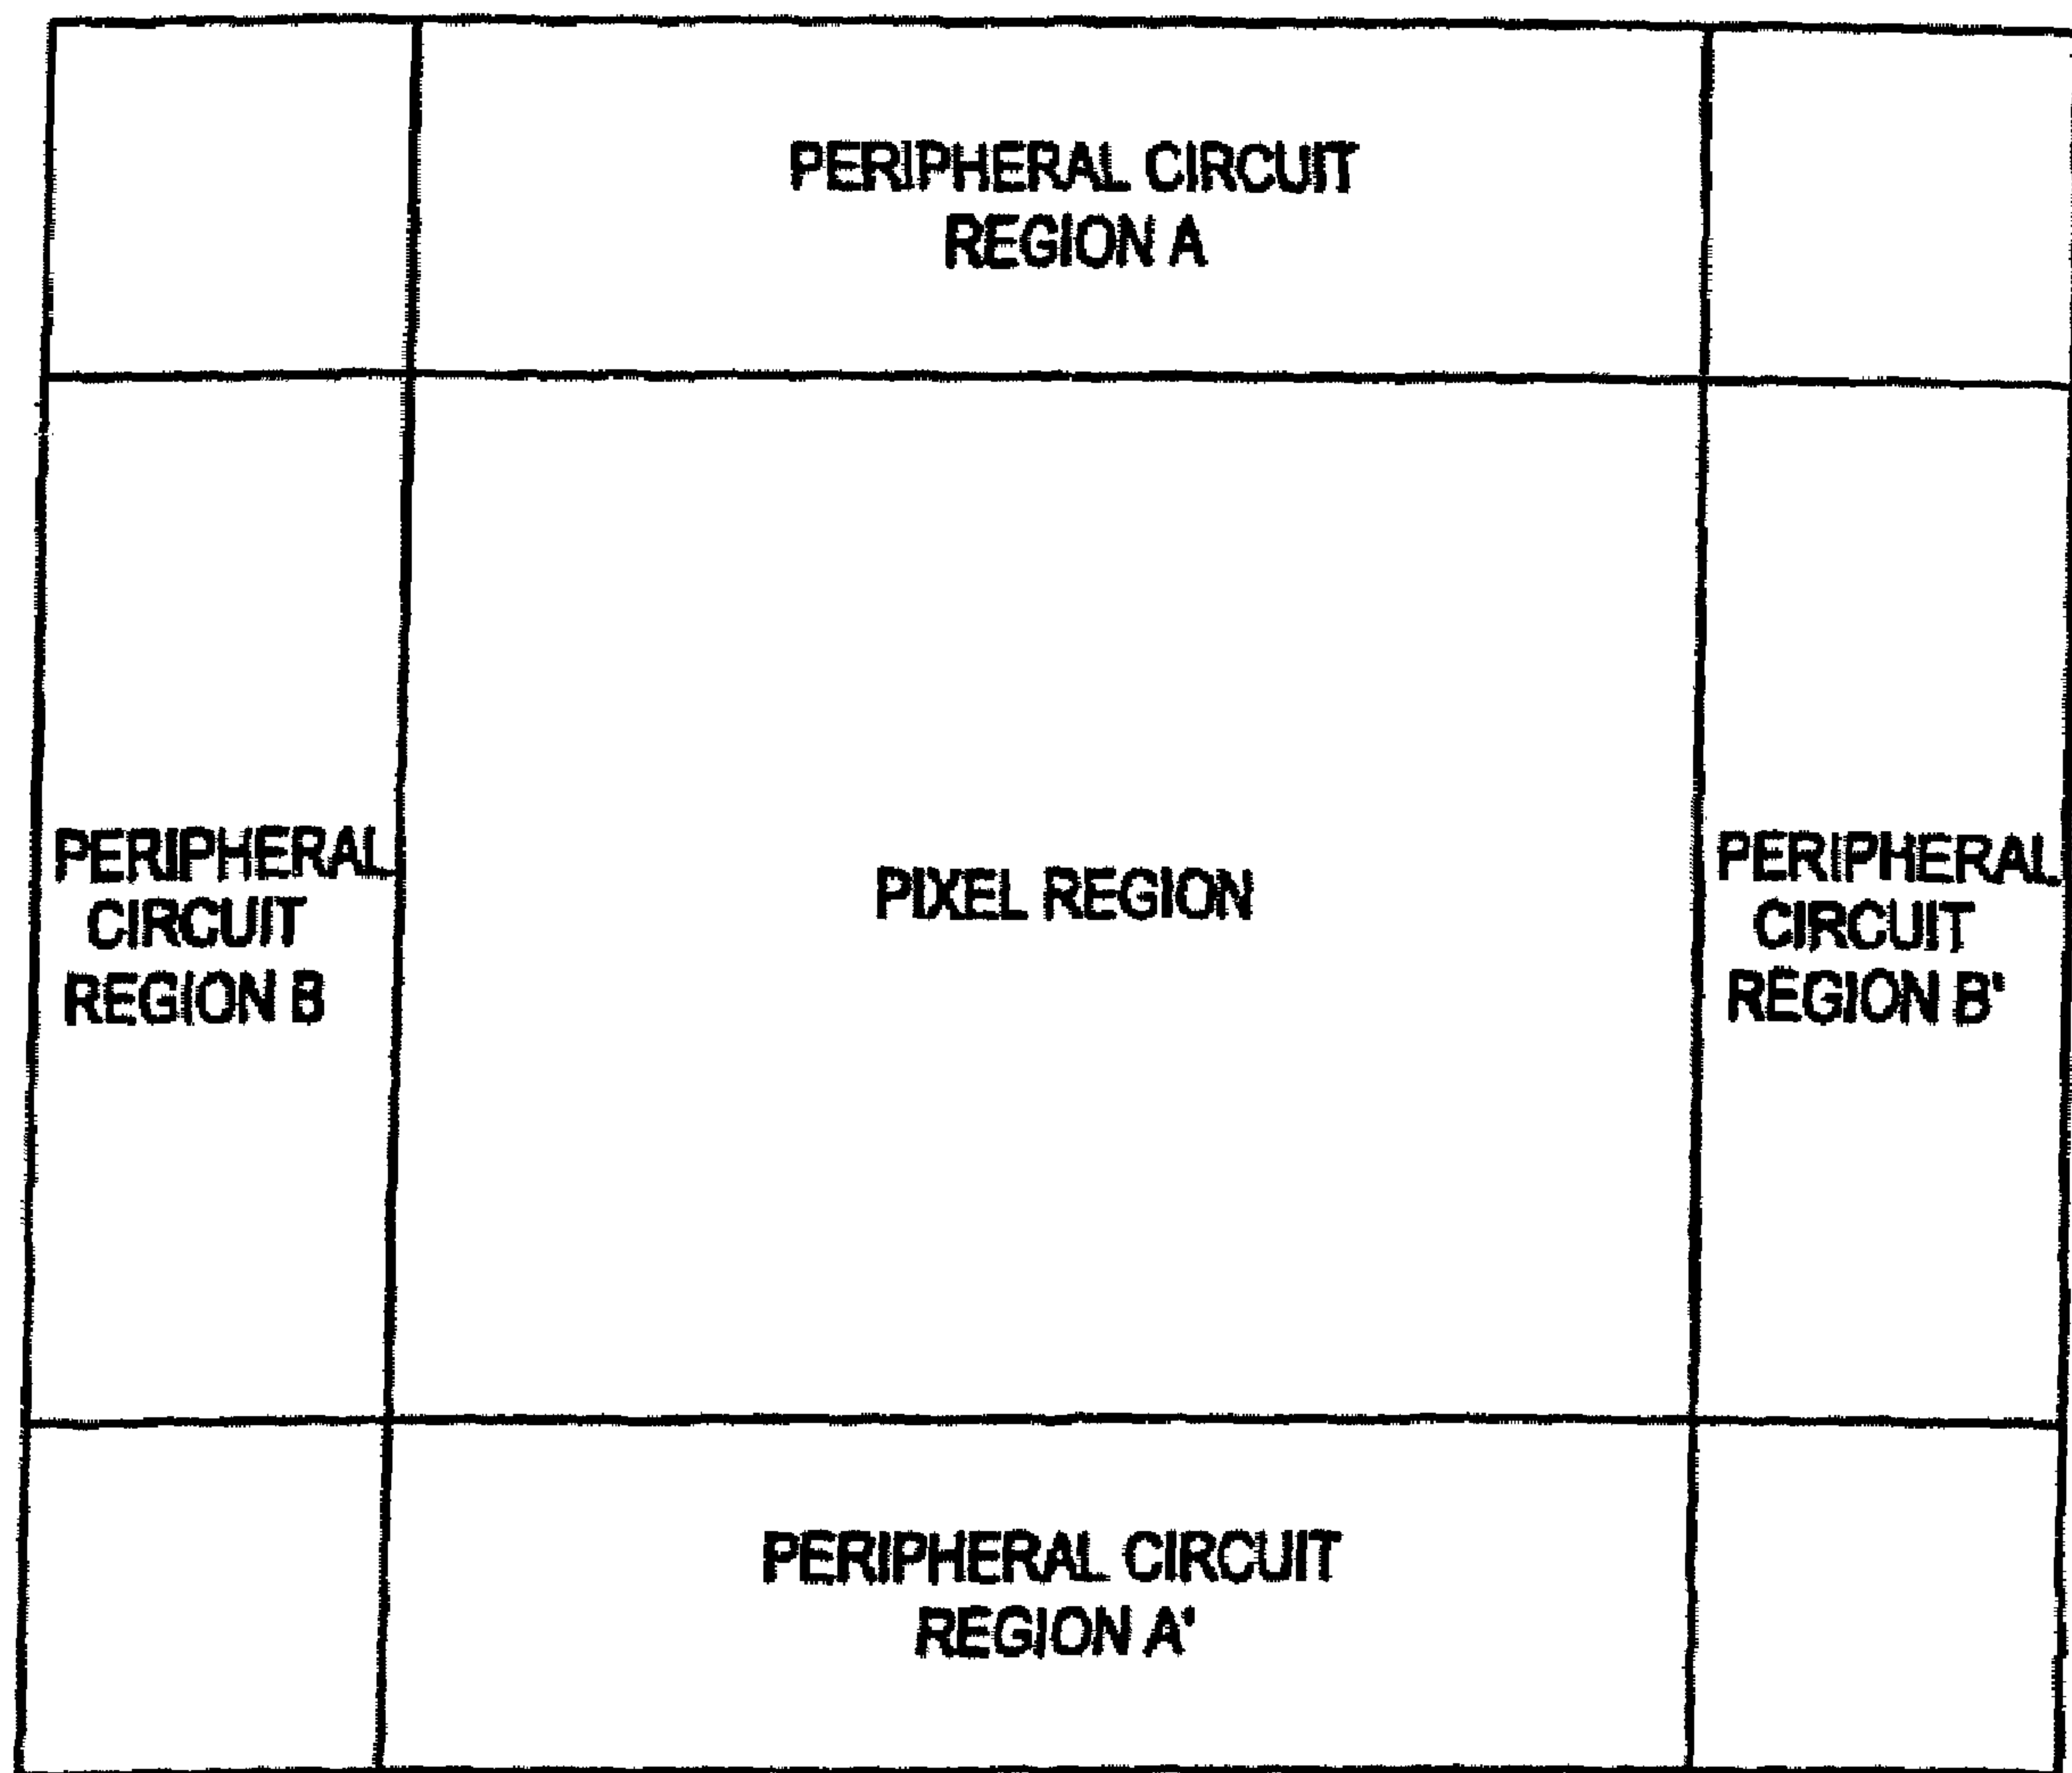 PERIPHERAL CIRCUIT
REGION A
PERIPHERAL
CIRCUIT
REGION B
PIXEL REGION
PERIPHERAL
CIRCUIT
REGION B'
PERIPHERAL CIRCUIT
REGION A'